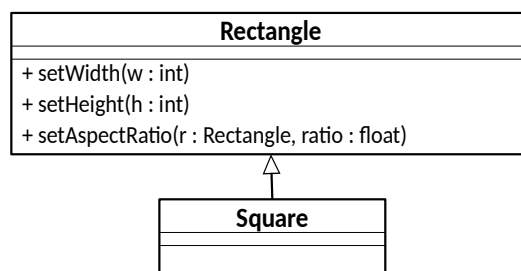 Rectangle
+ setWidth(w : int)
+ setHeight(h : int)
+ setAspectRatio(r : Rectangle, ratio : float)
Square